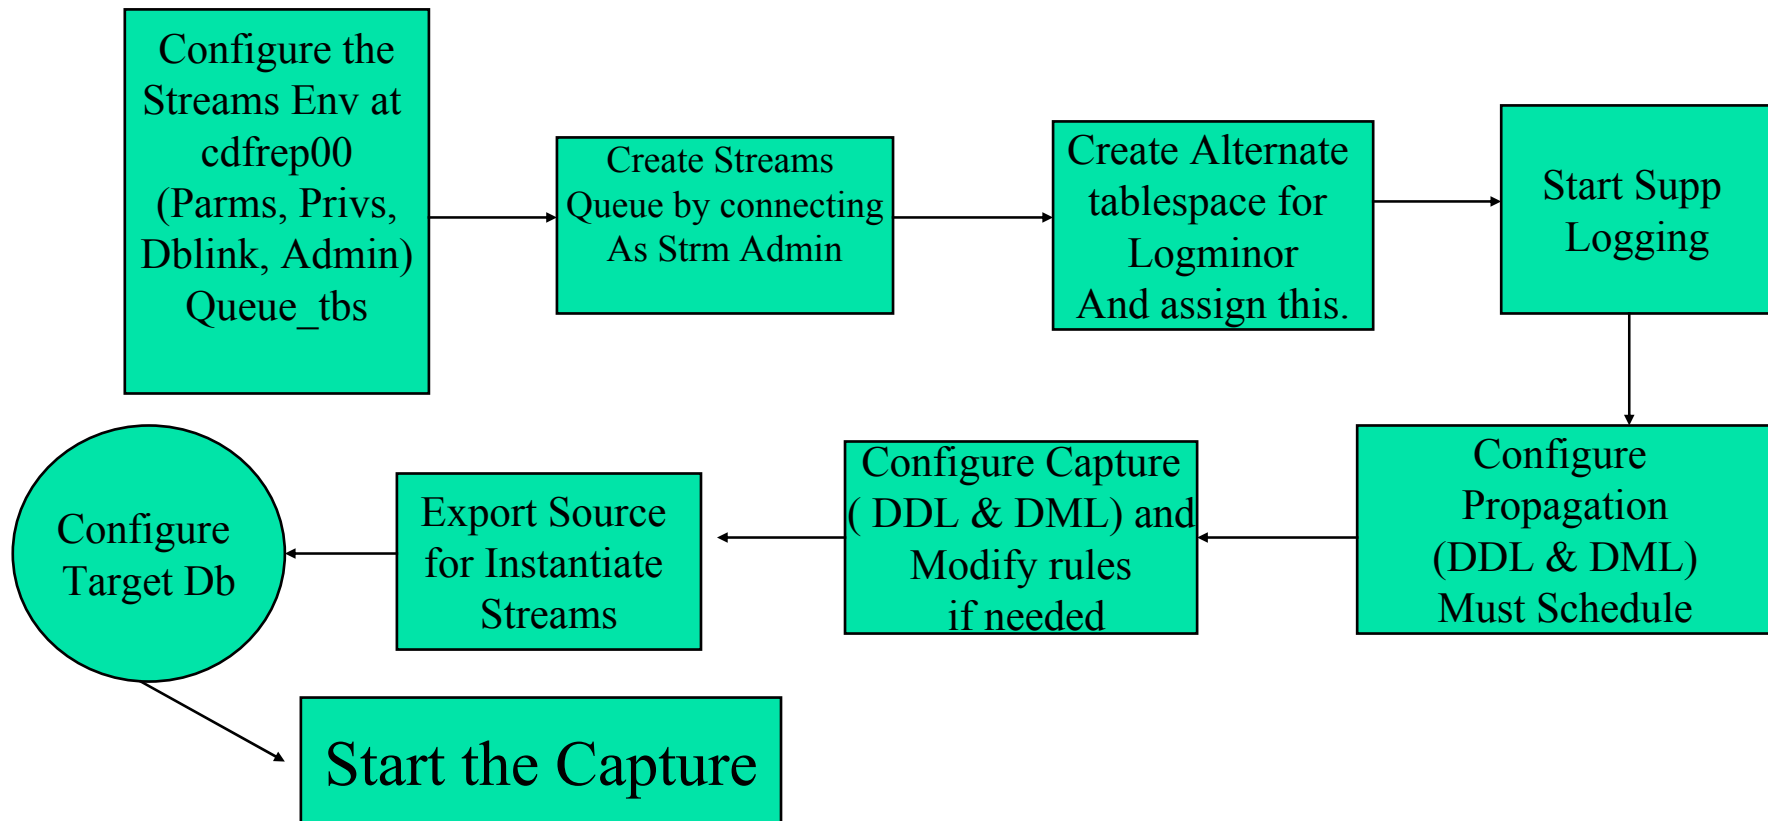 Configure the
Streams Env at
cdfrep00
(Parms, Privs,
Dblink, Admin)
Queue_tbs
Create Streams
Queue by connecting
As Strm Admin
Create Alternate
tablespace for
Logminor
And assign this.
Start Supp
Logging
Configure
Propagation
(DDL & DML)
Must Schedule
Configure Capture
( DDL & DML) and
Modify rules
if needed
Export Source
for Instantiate
Streams
Configure
Target Db
Start the Capture